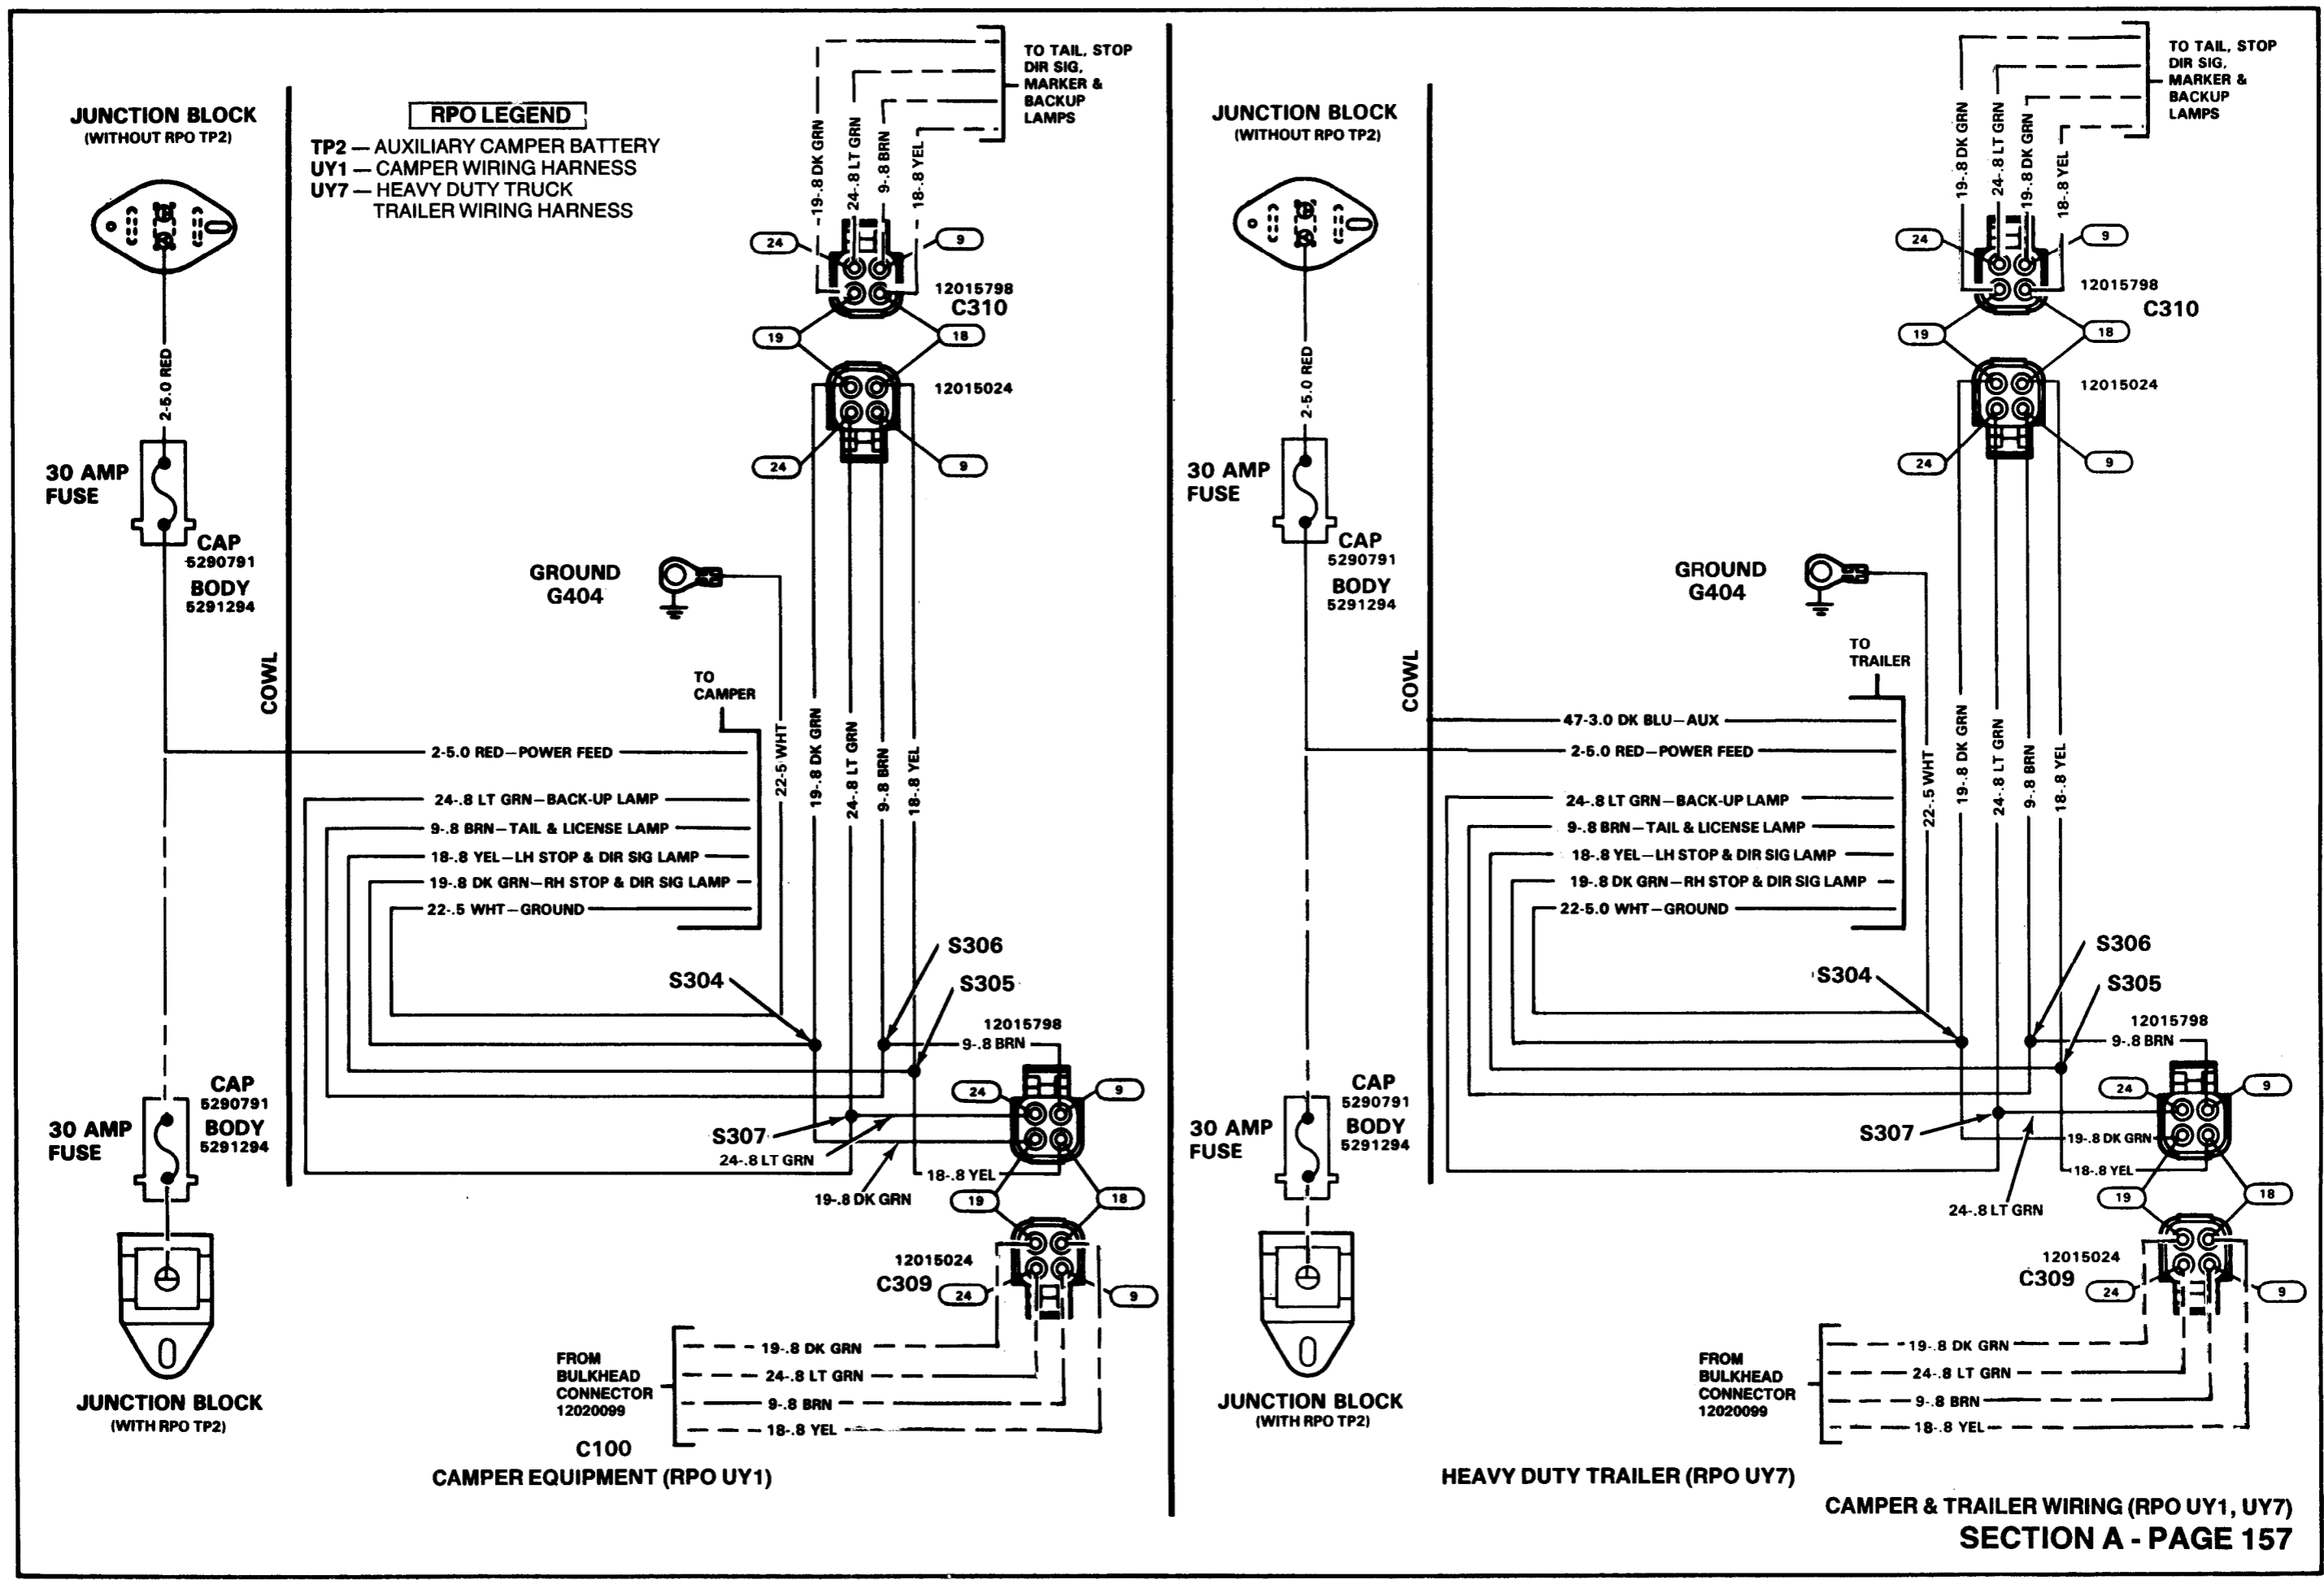 JUNCTION BLOCK
(WITHOUT RPO TP2)
2-5.0 RED
30 AMP
FUSE
CAP
5290791
BODY
5291294
COWL
CAP
5290791
BODY
5291294
30 AMP
FUSE
JUNCTION BLOCK
(WITH RPO TP2)
RPO LEGEND
TP2 — AUXILIARY CAMPER BATTERY
UY1 — CAMPER WIRING HARNESS
UY7 — HEAVY DUTY TRUCK
TRAILER WIRING HARNESS
TO TAIL, STOP
DIR SIG,
MARKER &
BACKUP
LAMPS
19-.8 DK GRN
24-.8 LT GRN
9-.8 BRN
18-.8 YEL
24
9
12015798
C310
19
18
12015024
24
9
GROUND
G404
TO
CAMPER
22-5 WHT
19-.8 DK GRN
24-.8 LT GRN
9-.8 BRN
18-.8 YEL
2-5.0 RED—POWER FEED
24-.8 LT GRN—BACK-UP LAMP
9-.8 BRN—TAIL & LICENSE LAMP
18-.8 YEL—LH STOP & DIR SIG LAMP
19-.8 DK GRN—RH STOP & DIR SIG LAMP
22-.5 WHT—GROUND
S306
S304
S305
12015798
9-.8 BRN
24
9
S307
24-.8 LT GRN
18-.8 YEL
19-.8 DK GRN
19
18
12015024
C309
24
9
FROM
BULKHEAD
CONNECTOR
12020099
C100
19-.8 DK GRN
24-.8 LT GRN
9-.8 BRN
18-.8 YEL
CAMPER EQUIPMENT (RPO UY1)
JUNCTION BLOCK
(WITHOUT RPO TP2)
2-5.0 RED
30 AMP
FUSE
CAP
5290791
BODY
5291294
COWL
CAP
5290791
BODY
5291294
30 AMP
FUSE
JUNCTION BLOCK
(WITH RPO TP2)
TO TAIL, STOP
DIR SIG,
MARKER &
BACKUP
LAMPS
19-.8 DK GRN
24-.8 LT GRN
19-.8 DK GRN
18-.8 YEL
24
9
12015798
C310
19
18
12015024
24
9
GROUND
G404
TO
TRAILER
22-.5 WHT
19-.8 DK GRN
24-.8 LT GRN
9-.8 BRN
18-.8 YEL
47-3.0 DK BLU—AUX
2-5.0 RED—POWER FEED
24-.8 LT GRN—BACK-UP LAMP
9-.8 BRN—TAIL & LICENSE LAMP
18-.8 YEL—LH STOP & DIR SIG LAMP
19-.8 DK GRN—RH STOP & DIR SIG LAMP
22-5.0 WHT—GROUND
S306
S304
S305
12015798
9-.8 BRN
24
9
S307
19-.8 DK GRN
18-.8 YEL
24-.8 LT GRN
19
18
12015024
C309
24
9
FROM
BULKHEAD
CONNECTOR
12020099
19-.8 DK GRN
24-.8 LT GRN
9-.8 BRN
18-.8 YEL
HEAVY DUTY TRAILER (RPO UY7)
CAMPER & TRAILER WIRING (RPO UY1, UY7)
SECTION A - PAGE 157